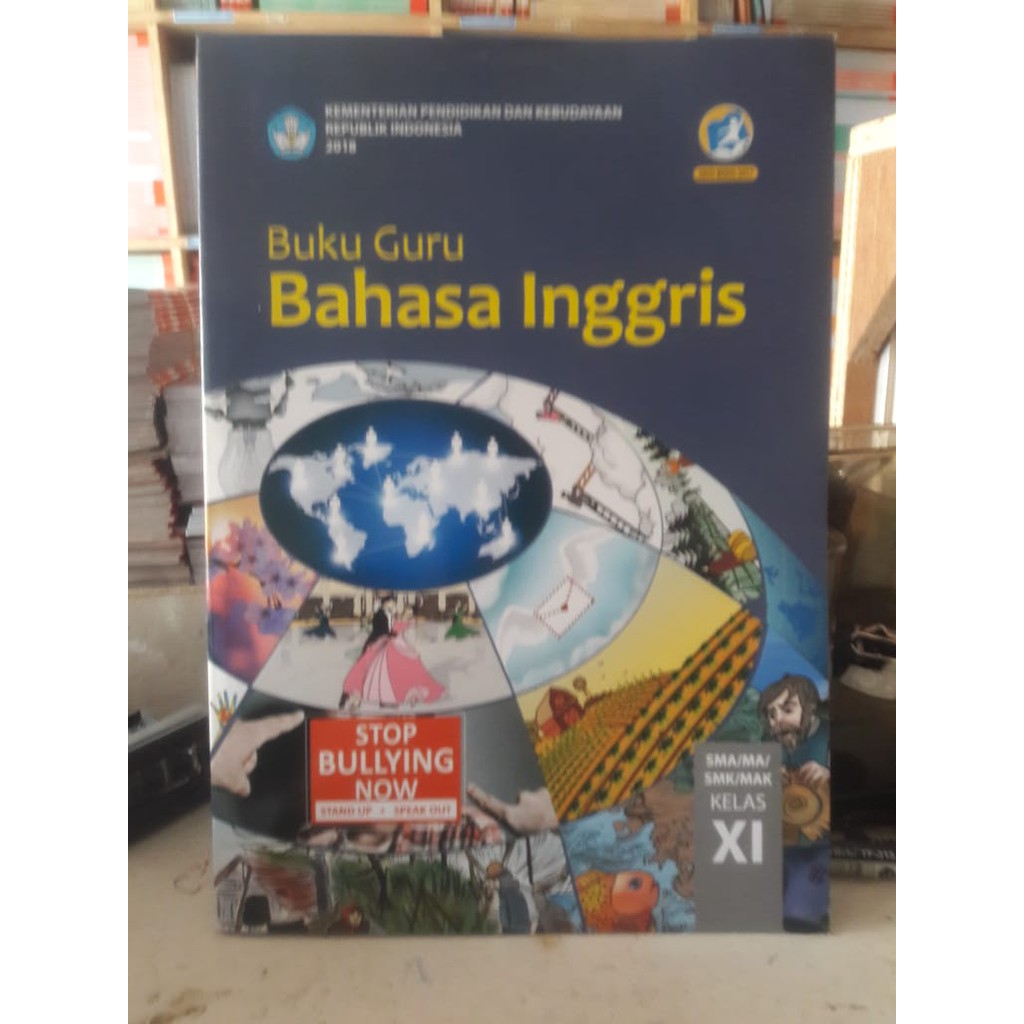 KEMENTERIAN PENDIDIKAN DAN KEBUDAYAAN
REPUBLIK INDONESIA
2018
Buku Guru
Bahasa Inggris
STOP
BULLYING
NOW
STAND UP • SPEAK OUT
SMA/MA/
SMK/MAK
KELAS
XI